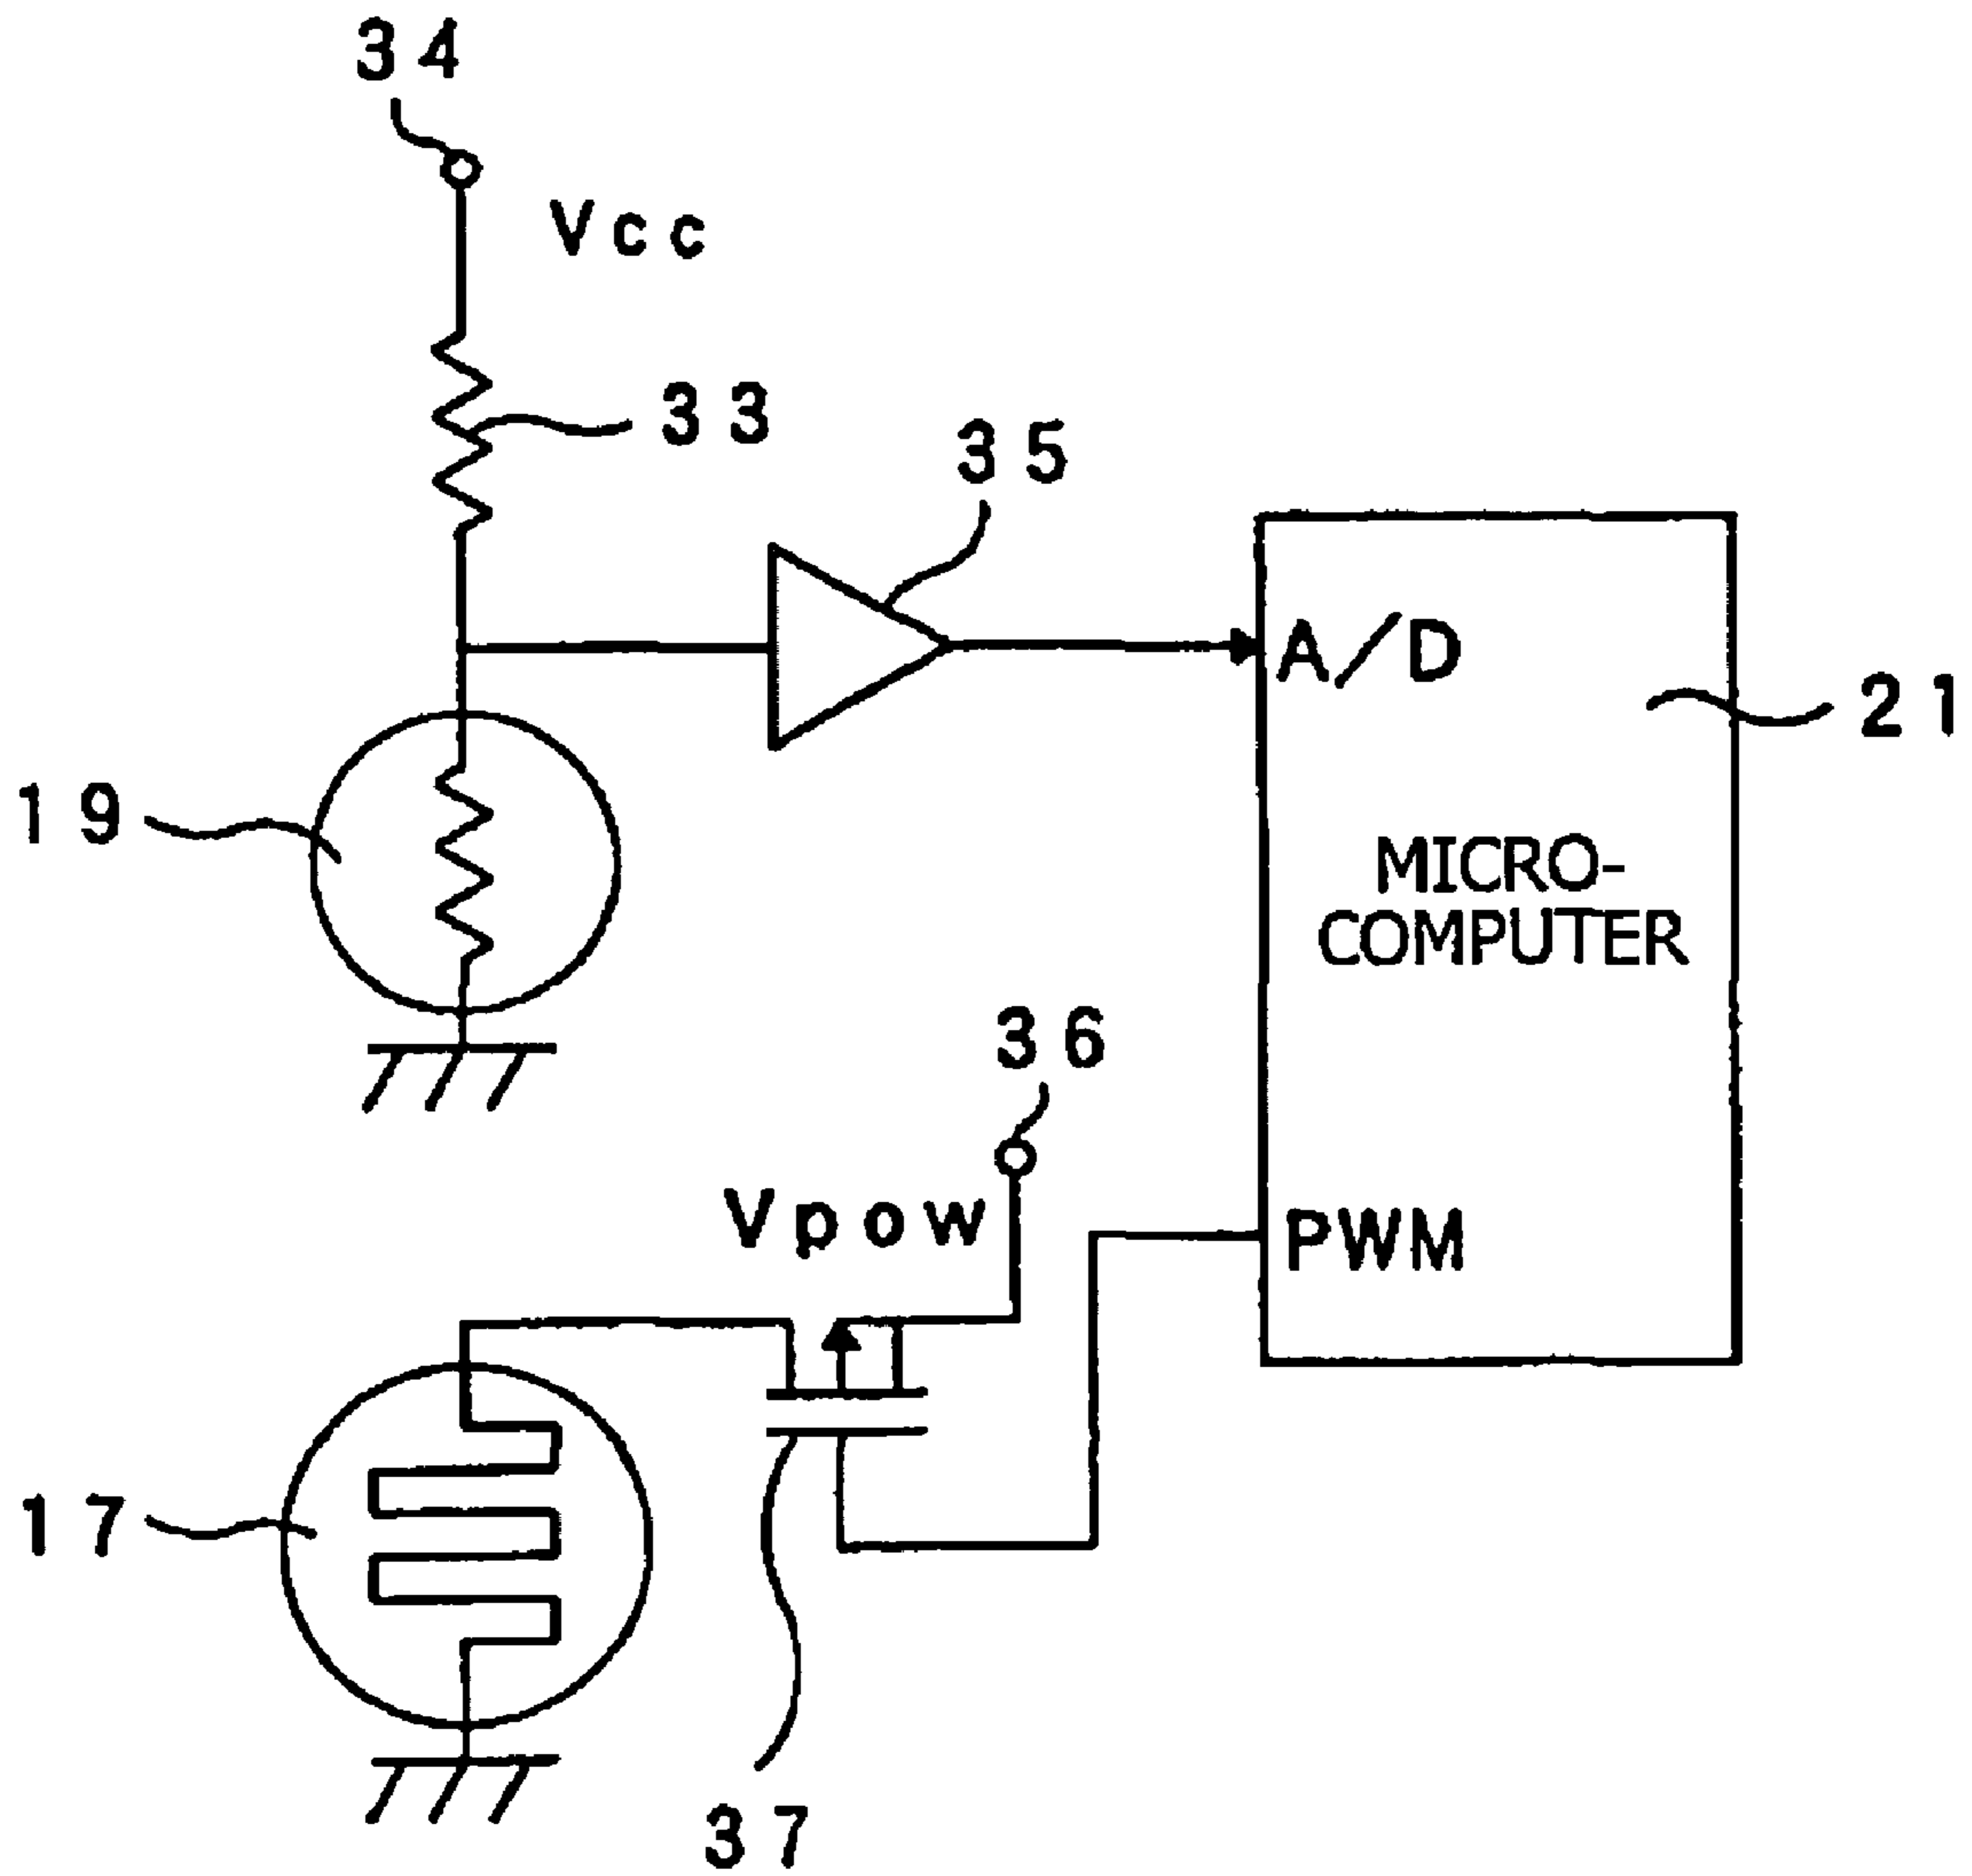 34
Vcc
33
35
A/D
21
19
MICRO-
COMPUTER
36
Vpow
PWM
17
37